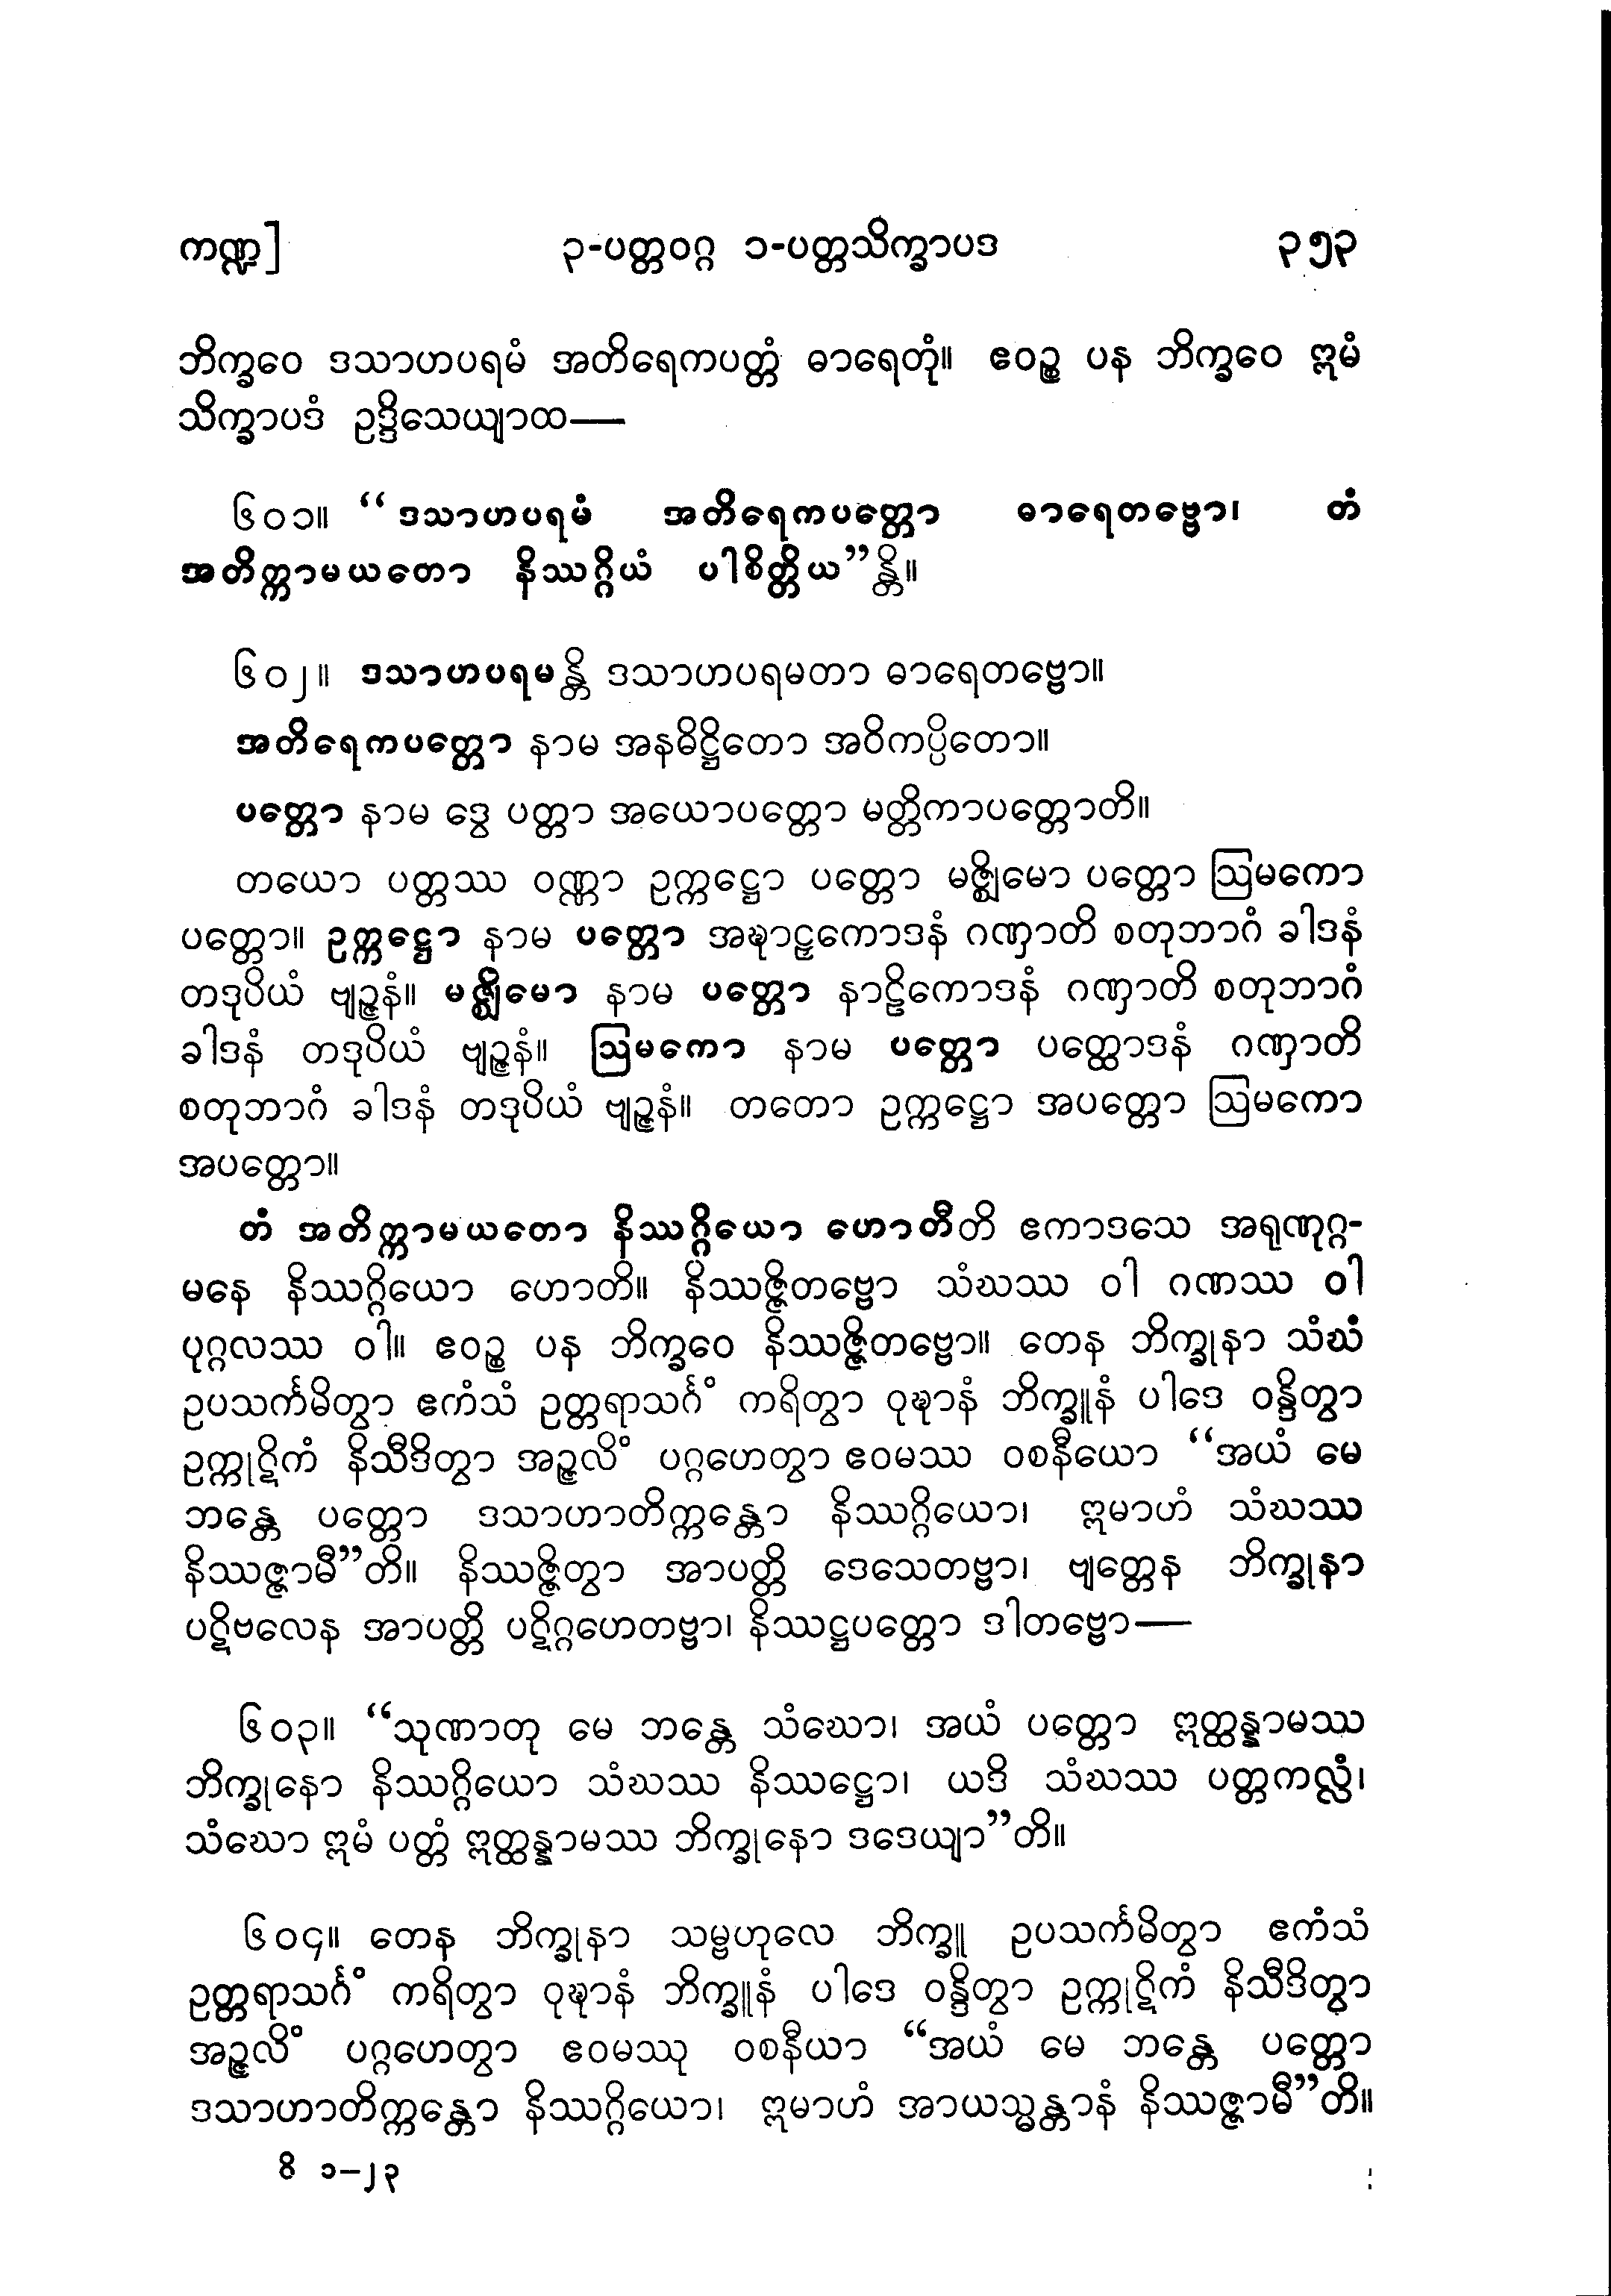 ကဏ္ဍ] ၃-ပတ္တဝဂ္ဂ ၁-ပတ္တသိက္ခာပဒ ၃၅၃
ဘိက္ခဝေ ဒသာဟပရမံ အတိရေကပတ္တံ ဓာရေတုံ။ ဧဝဉ္စ ပန ဘိက္ခဝေ ဣမံ
သိက္ခာပဒံ ဥဒ္ဒိသေယျာထ—
၆၀၁။ “ဒသာဟပရမံ အတိရေကပတ္တော ဓာရေတဗ္ဗော၊ တံ
အတိက္ကာမယတော နိဿဂ္ဂိယံ ပါစိတ္တိယ”န္တိ။
၆၀၂။ ဒသာဟပရမန္တိ ဒသာဟပရမတာ ဓာရေတဗ္ဗော။
အတိရေကပတ္တော နာမ အနဓိဋ္ဌိတော အဝိကပ္ပိတော။
ပတ္တော နာမ ဒွေ ပတ္တာ အယောပတ္တော မတ္တိကာပတ္တောတိ။
တယော ပတ္တဿ ဝဏ္ဏာ ဥက္ကဋ္ဌော ပတ္တော မဇ္ဈိမော ပတ္တော ဩမကော
ပတ္တော။ ဥက္ကဋ္ဌော နာမ ပတ္တော အဍ္ဎာဠှကောဒနံ ဂဏှာတိ စတုဘာဂံ ခါဒနံ
တဒုပိယံ ဗျဉ္ဇနံ။ မဇ္ဈိမော နာမ ပတ္တော နာဠိကောဒနံ ဂဏှာတိ စတုဘာဂံ
ခါဒနံ တဒုပိယံ ဗျဉ္ဇနံ။ ဩမကော နာမ ပတ္တော ပတ္ထောဒနံ ဂဏှာတိ
စတုဘာဂံ ခါဒနံ တဒုပိယံ ဗျဉ္ဇနံ။ တတော ဥက္ကဋ္ဌော အပတ္တော ဩမကော
အပတ္တော။
တံ အတိက္ကာမယတော နိဿဂ္ဂိယော ဟောတီတိ ဧကာဒသေ အရုဏုဂ္ဂ-
မနေ နိဿဂ္ဂိယော ဟောတိ။ နိဿဇ္ဇိတဗ္ဗော သံဃဿ ဝါ ဂဏဿ ဝါ
ပုဂ္ဂလဿ ဝါ။ ဧဝဉ္စ ပန ဘိက္ခဝေ နိဿဇ္ဇိတဗ္ဗော။ တေန ဘိက္ခုနာ သံဃံ
ဥပသင်္ကမိတွာ ဧကံသံ ဥတ္တရာသင်္ဂံ ကရိတွာ ဝုဍ္ဎာနံ ဘိက္ခူနံ ပါဒေ ဝန္ဒိတွာ
ဥက္ကုဋိကံ နိသီဒိတွာ အဉ္ဇလိံ ပဂ္ဂဟေတွာ ဧဝမဿ ဝစနီယော “အယံ မေ
ဘန္တေ ပတ္တော ဒသာဟာတိက္ကန္တော နိဿဂ္ဂိယော၊ ဣမာဟံ သံဃဿ
နိဿဇ္ဇာမီ”တိ။ နိဿဇ္ဇိတွာ အာပတ္တိ ဒေသေတဗ္ဗာ၊ ဗျတ္တေန ဘိက္ခုနာ
ပဋိဗလေန အာပတ္တိ ပဋိဂ္ဂဟေတဗ္ဗာ၊ နိဿဋ္ဌပတ္တော ဒါတဗ္ဗော—
၆၀၃။ “သုဏာတု မေ ဘန္တေ သံဃော၊ အယံ ပတ္တော ဣတ္ထန္နာမဿ
ဘိက္ခုနော နိဿဂ္ဂိယော သံဃဿ နိဿဋ္ဌော၊ ယဒိ သံဃဿ ပတ္တကလ္လံ၊
သံဃော ဣမံ ပတ္တံ ဣတ္ထန္နာမဿ ဘိက္ခုနော ဒဒေယျာ”တိ။
၆၀၄။ တေန ဘိက္ခုနာ သမ္ဗဟုလေ ဘိက္ခူ ဥပသင်္ကမိတွာ ဧကံသံ
ဥတ္တရာသင်္ဂံ ကရိတွာ ဝုဍ္ဎာနံ ဘိက္ခူနံ ပါဒေ ဝန္ဒိတွာ ဥက္ကုဋိကံ နိသီဒိတွာ
အဉ္ဇလိံ ပဂ္ဂဟေတွာ ဧဝမဿု ဝစနီယာ “အယံ မေ ဘန္တေ ပတ္တော
ဒသာဟာတိက္ကန္တော နိဿဂ္ဂိယော၊ ဣမာဟံ အာယသ္မန္တာနံ နိဿဇ္ဇာမီ”တိ။
ဝိ ၁-၂၃